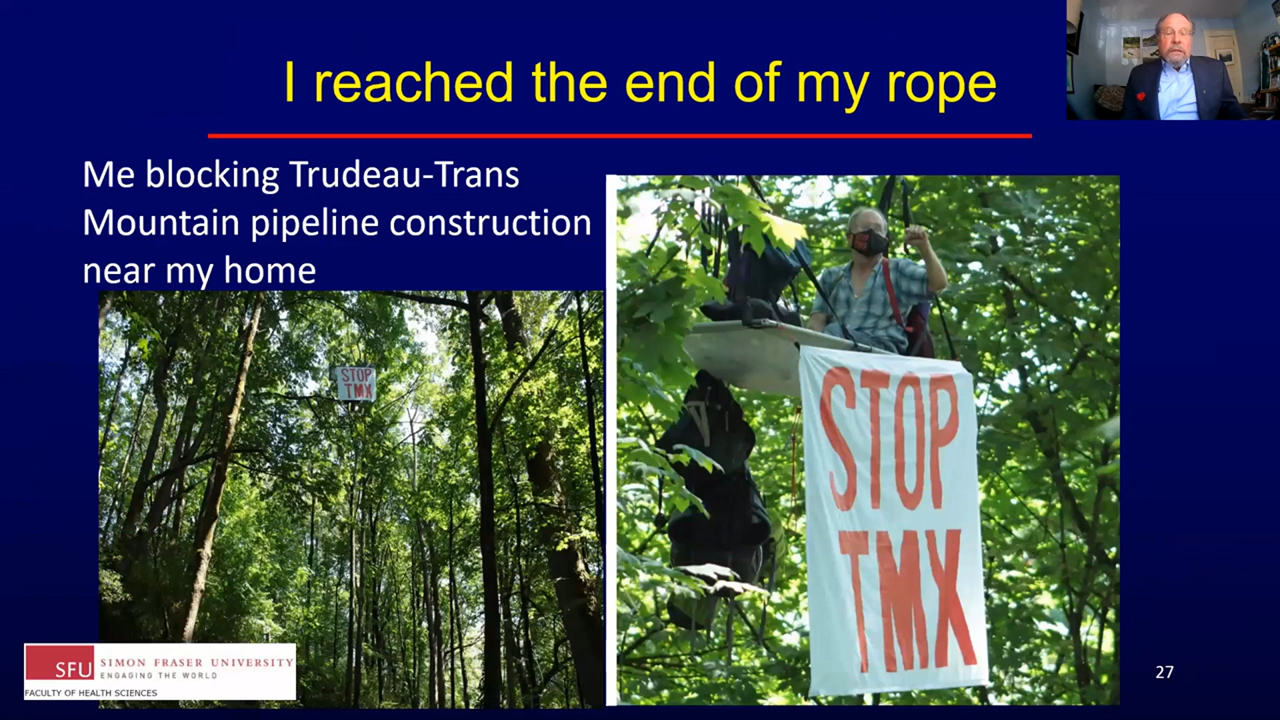 I reached the end of my rope
Me blocking Trudeau-Trans
Mountain pipeline construction
near my home
STOP
TMX
STOP
TMX
SFU
SIMON FRASER UNIVERSITY
ENGAGING THE WORLD
FACULTY OF HEALTH SCIENCES
27